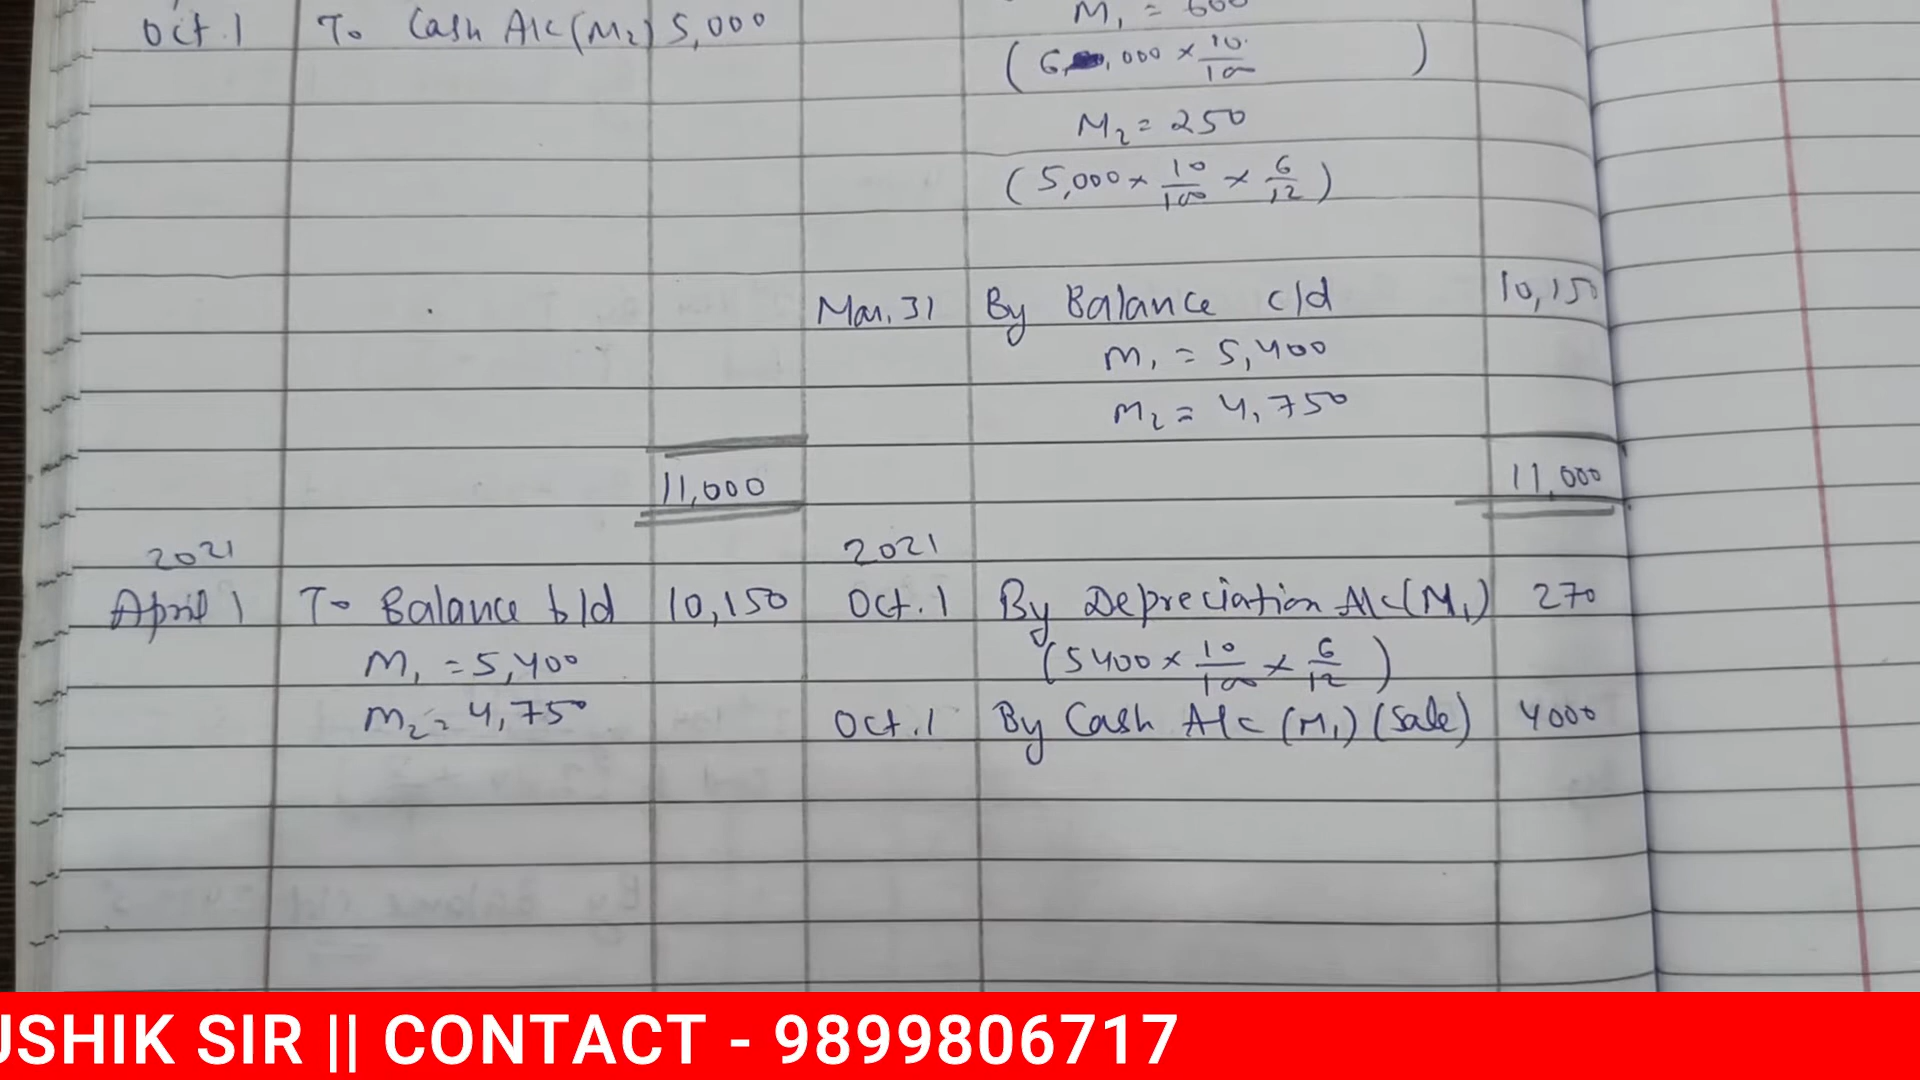 M₁ = 600
Oct.1 To Cash A/c (M₂) 5,000
(6,000 × 10/100)
M₂ = 250
(5,000 × 10/100 × 6/12)
Mar. 31 By Balance c/d 10,150
M₁ = 5,400
M₂ = 4,750
11,000 11,000
2021 2021
April 1 To Balance b/d 10,150 Oct.1 By Depreciation A/c (M₁) 270
M₁ = 5,400 (5400 × 10/100 × 6/12)
M₂ = 4,750 Oct.1 By Cash A/c (M₁) (Sale) 4000
USHIK SIR || CONTACT - 9899806717